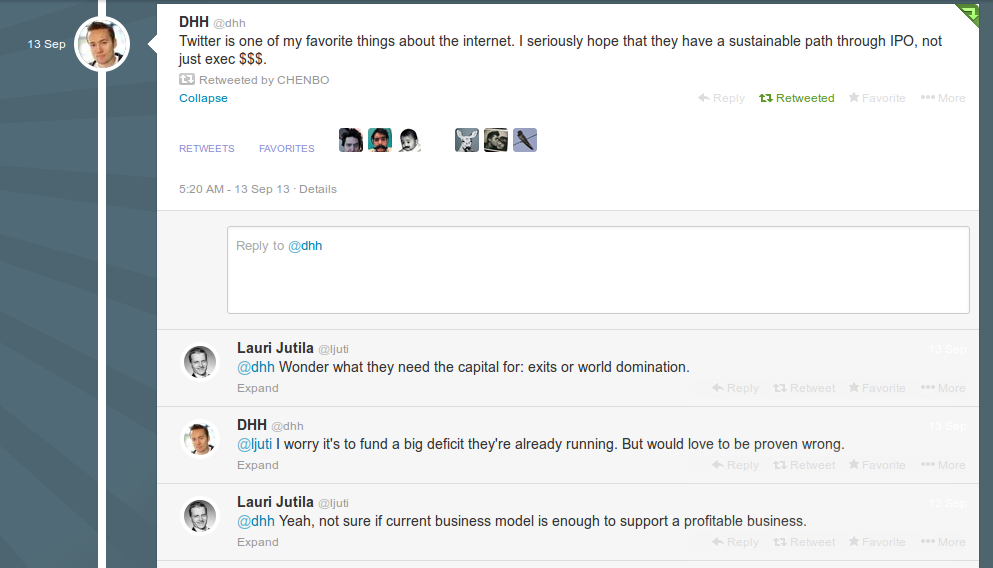 DHH @dhh
13 Sep
Twitter is one of my favorite things about the internet. I seriously hope that they have a sustainable path through IPO, not
just exec $$$.
Retweeted by CHENBO
Collapse Reply Retweeted Favorite More
RETWEETS FAVORITES
5:20 AM - 13 Sep 13 · Details
Reply to @dhh
Lauri Jutila @ljuti 13 Sep
@dhh Wonder what they need the capital for: exits or world domination.
Expand Reply Retweet Favorite More
DHH @dhh 13 Sep
@ljuti I worry it's to fund a big deficit they're already running. But would love to be proven wrong.
Expand Reply Retweet Favorite More
Lauri Jutila @ljuti 13 Sep
@dhh Yeah, not sure if current business model is enough to support a profitable business.
Expand Reply Retweet Favorite More